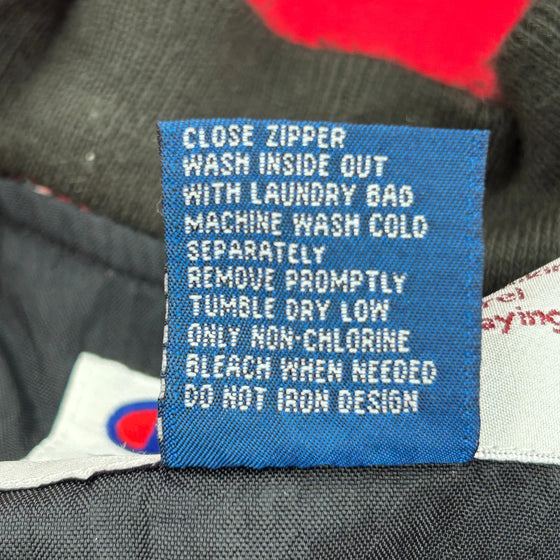 CLOSE ZIPPER
WASH INSIDE OUT
WITH LAUNDRY BAG
MACHINE WASH COLD
SEPARATELY
REMOVE PROMPTLY
TUMBLE DRY LOW
ONLY NON-CHLORINE
BLEACH WHEN NEEDED
DO NOT IRON DESIGN
aying